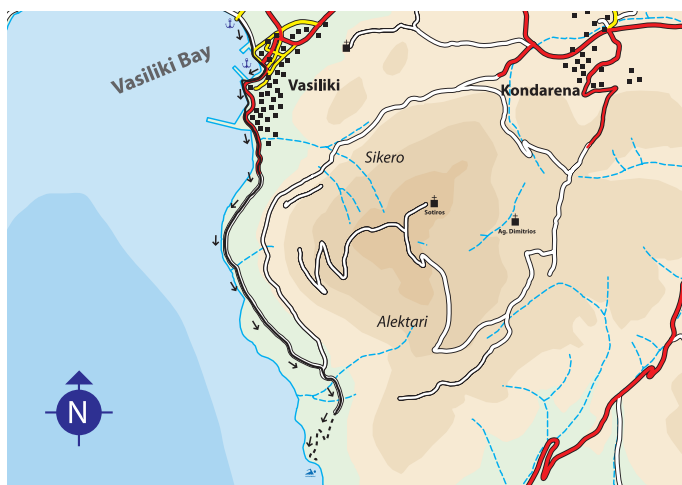 Vasiliki Bay
Vasiliki
Kondarena
Sikero
Sotiros
Ag. Dimitrios
Alektari
N